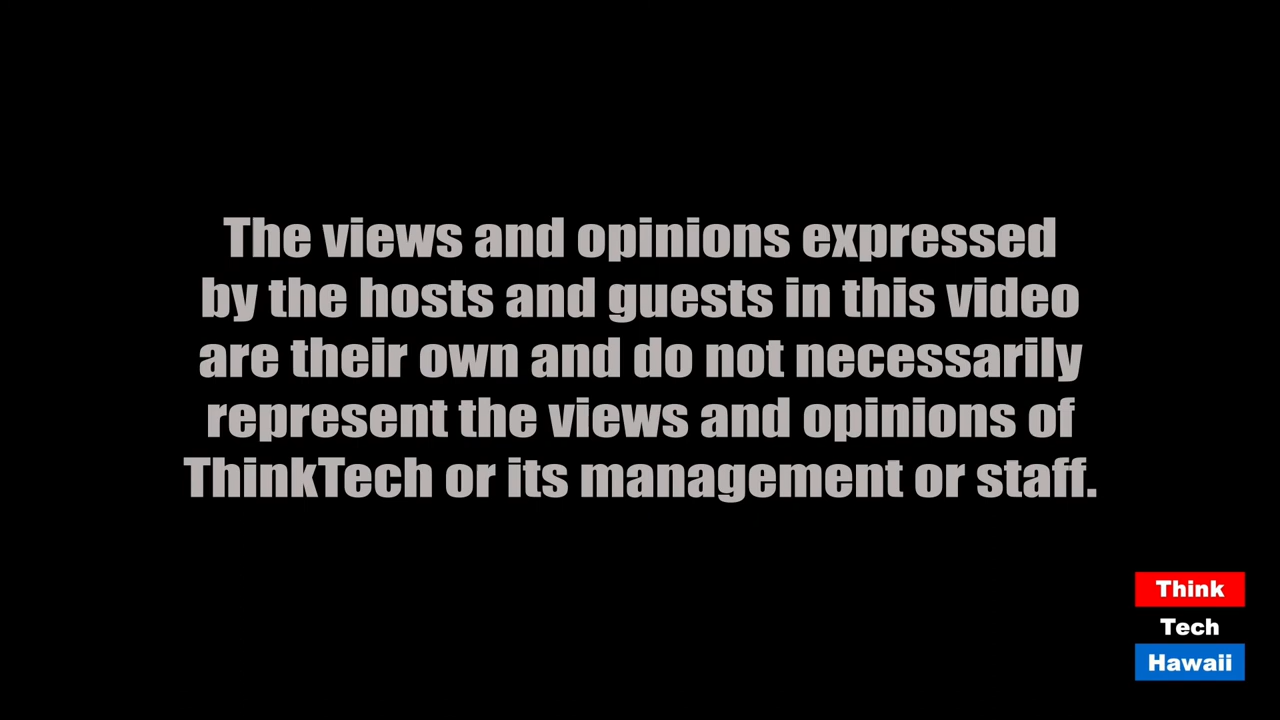 The views and opinions expressed
by the hosts and guests in this video
are their own and do not necessarily
represent the views and opinions of
ThinkTech or its management or staff.
Think
Tech
Hawaii